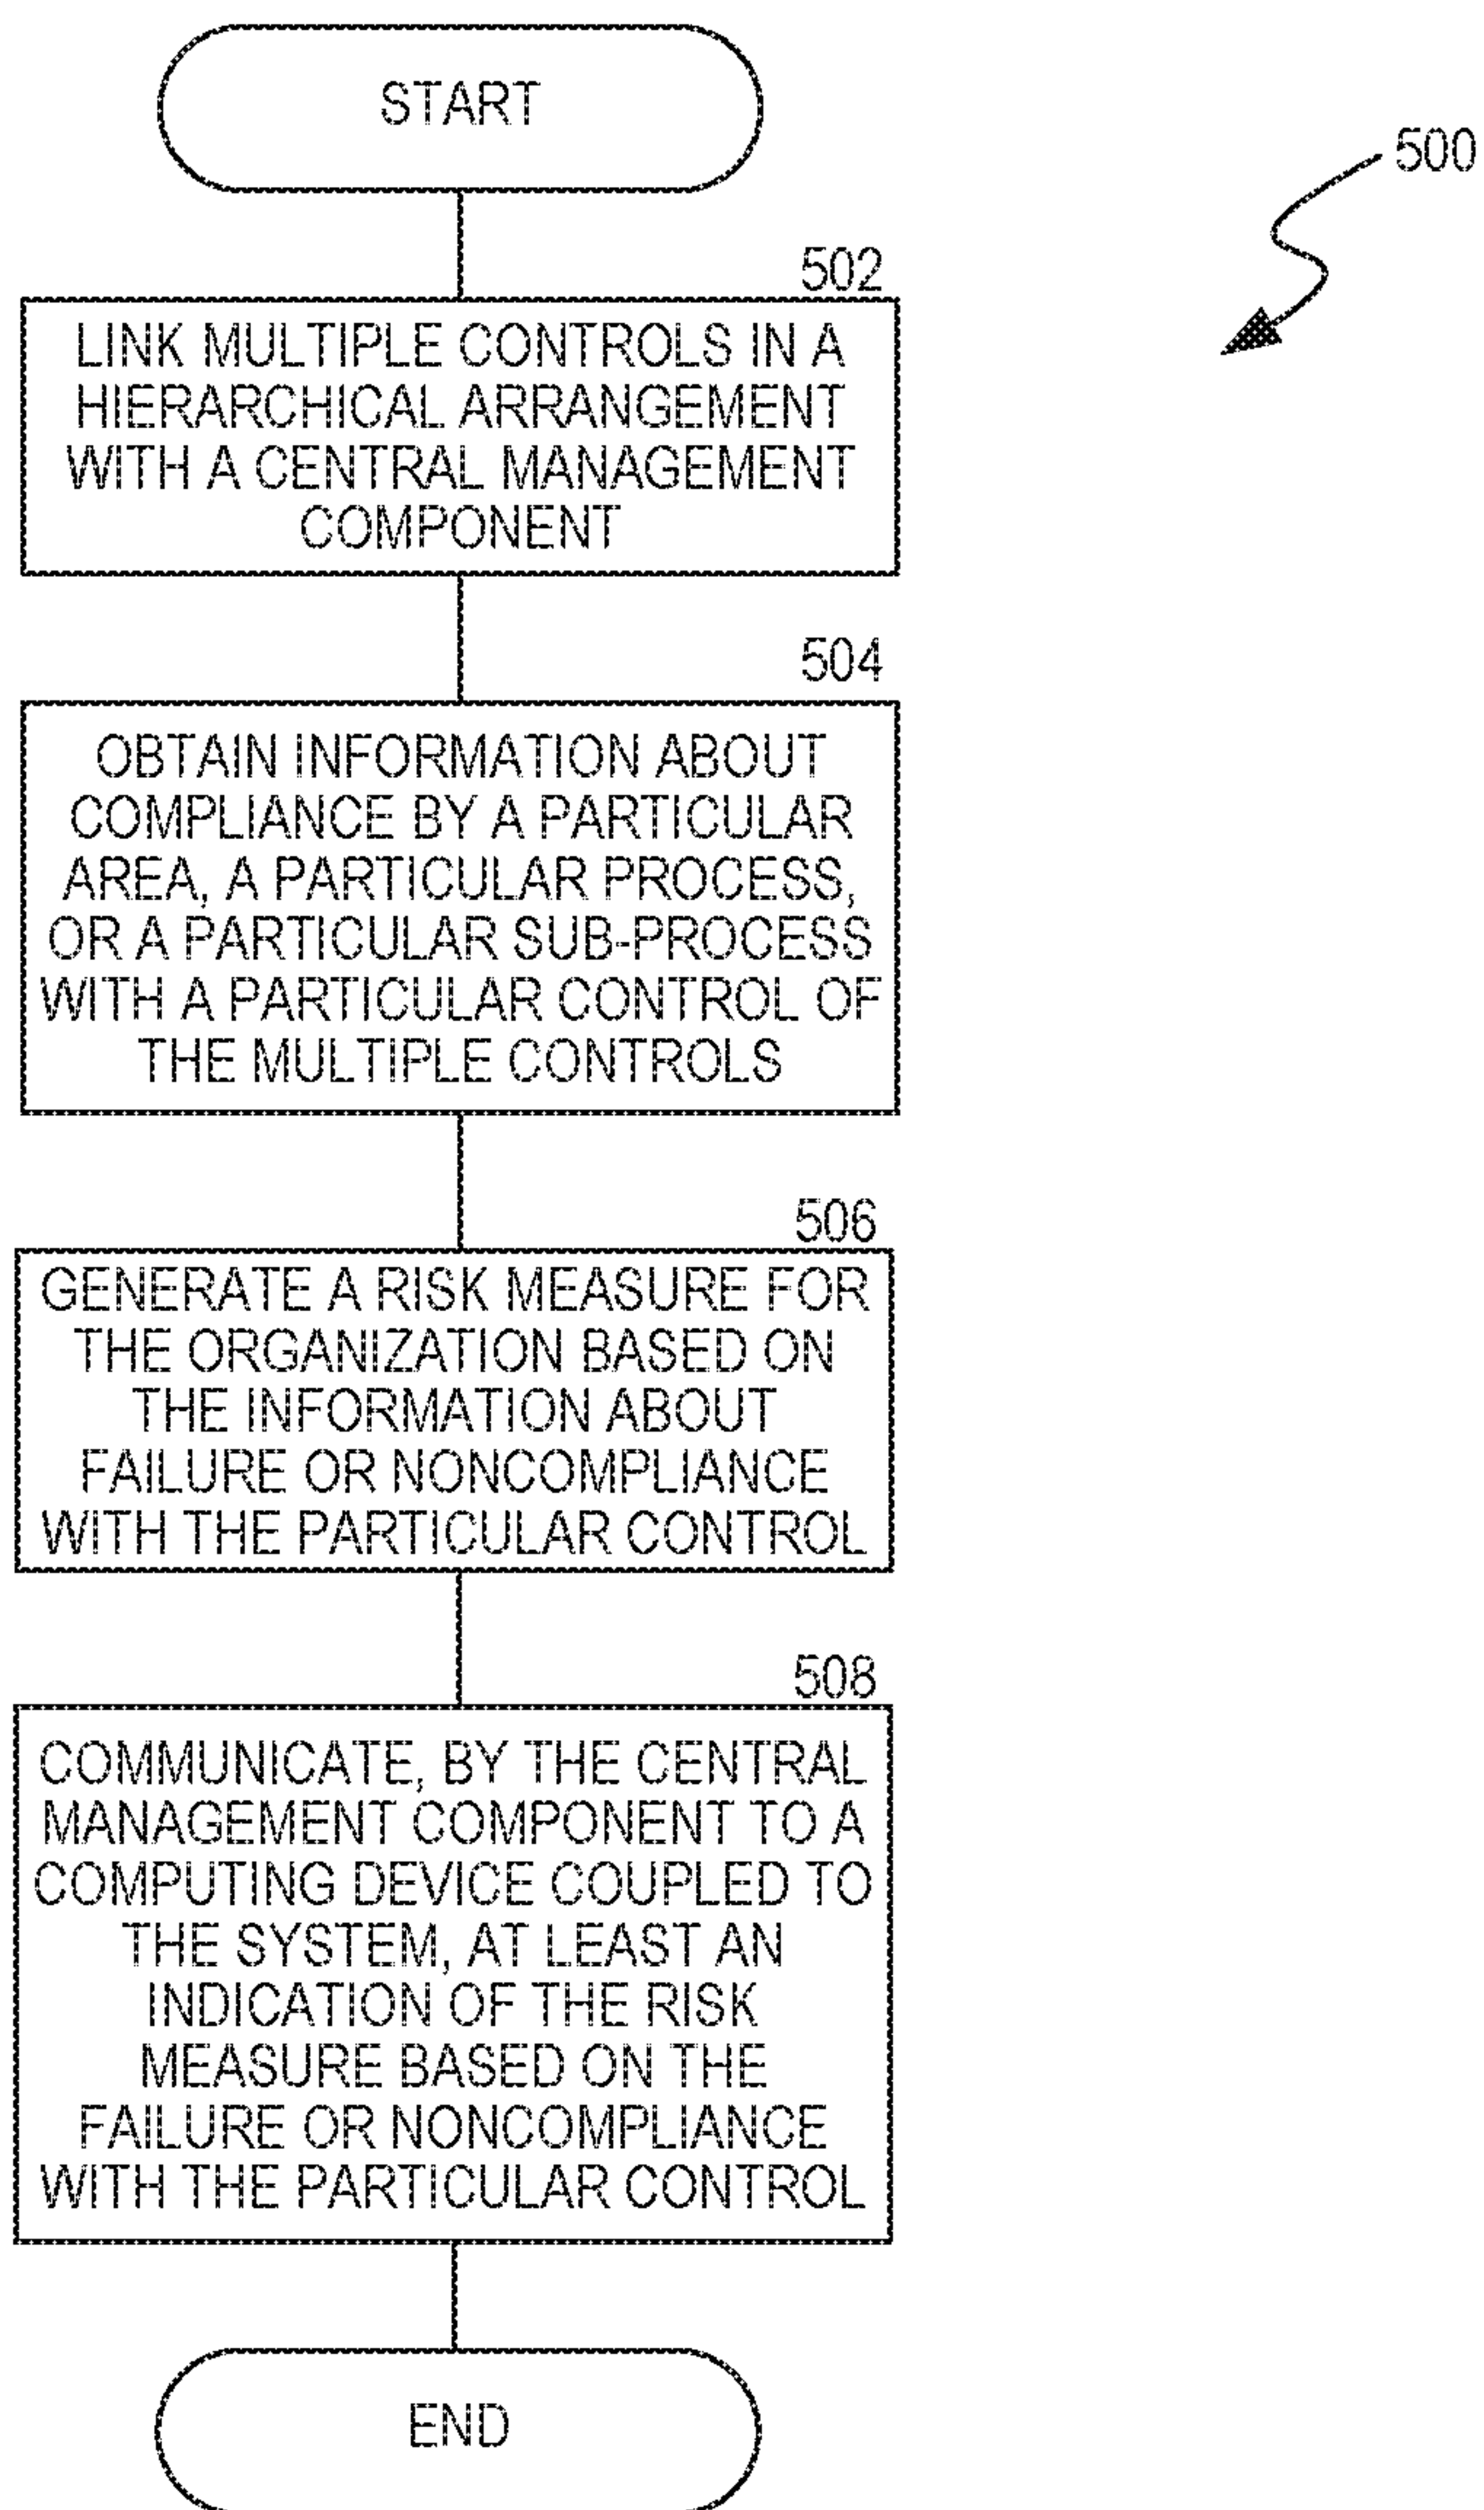 START
500
502
LINK MULTIPLE CONTROLS IN A
HIERARCHICAL ARRANGEMENT
WITH A CENTRAL MANAGEMENT
COMPONENT
504
OBTAIN INFORMATION ABOUT
COMPLIANCE BY A PARTICULAR
AREA, A PARTICULAR PROCESS,
OR A PARTICULAR SUB-PROCESS
WITH A PARTICULAR CONTROL OF
THE MULTIPLE CONTROLS
506
GENERATE A RISK MEASURE FOR
THE ORGANIZATION BASED ON
THE INFORMATION ABOUT
FAILURE OR NONCOMPLIANCE
WITH THE PARTICULAR CONTROL
508
COMMUNICATE, BY THE CENTRAL
MANAGEMENT COMPONENT TO A
COMPUTING DEVICE COUPLED TO
THE SYSTEM, AT LEAST AN
INDICATION OF THE RISK
MEASURE BASED ON THE
FAILURE OR NONCOMPLIANCE
WITH THE PARTICULAR CONTROL
END